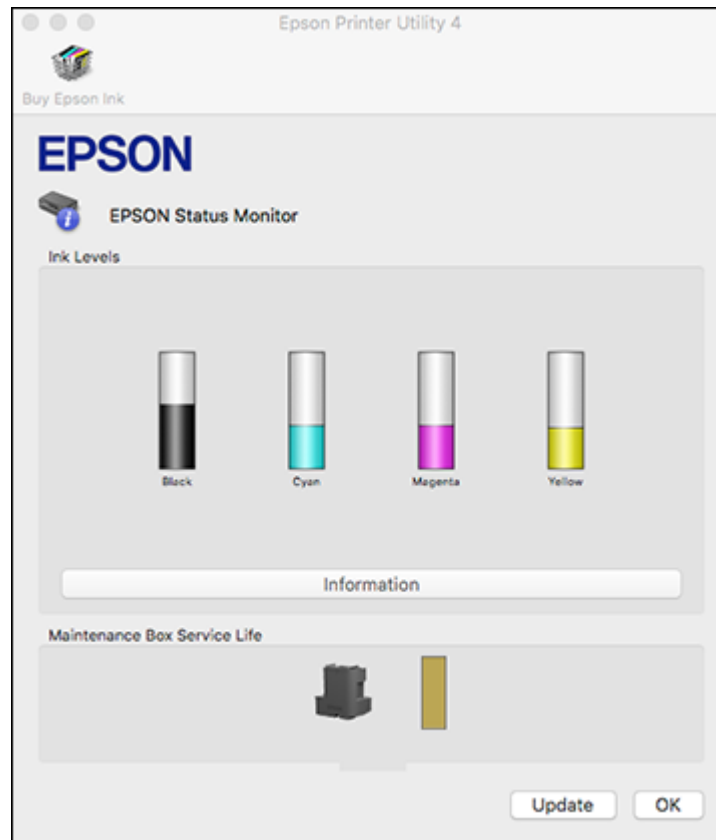 Epson Printer Utility 4
Buy Epson Ink
EPSON
EPSON Status Monitor
Ink Levels
Black Cyan Magenta Yellow
Information
Maintenance Box Service Life
Update OK